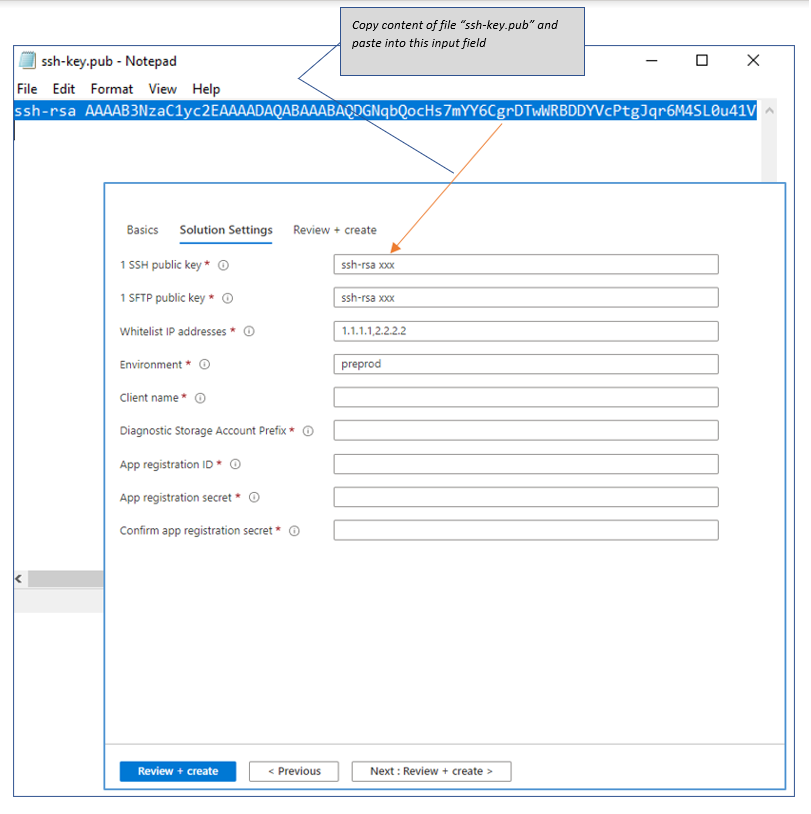 Copy content of file “ssh-key.pub” and
paste into this input field
ssh-key.pub - Notepad
File Edit Format View Help
ssh-rsa AAAAB3NzaC1yc2EAAAADAQABAAABAQDGNqbQocHs7mYY6CgrDTwWRBDDYVcPtgJqr6M4SL0u41V
Basics Solution Settings Review + create
1 SSH public key * ssh-rsa xxx
1 SFTP public key * ssh-rsa xxx
Whitelist IP addresses * 1.1.1.1,2.2.2.2
Environment * preprod
Client name *
Diagnostic Storage Account Prefix *
App registration ID *
App registration secret *
Confirm app registration secret *
Review + create < Previous Next : Review + create >